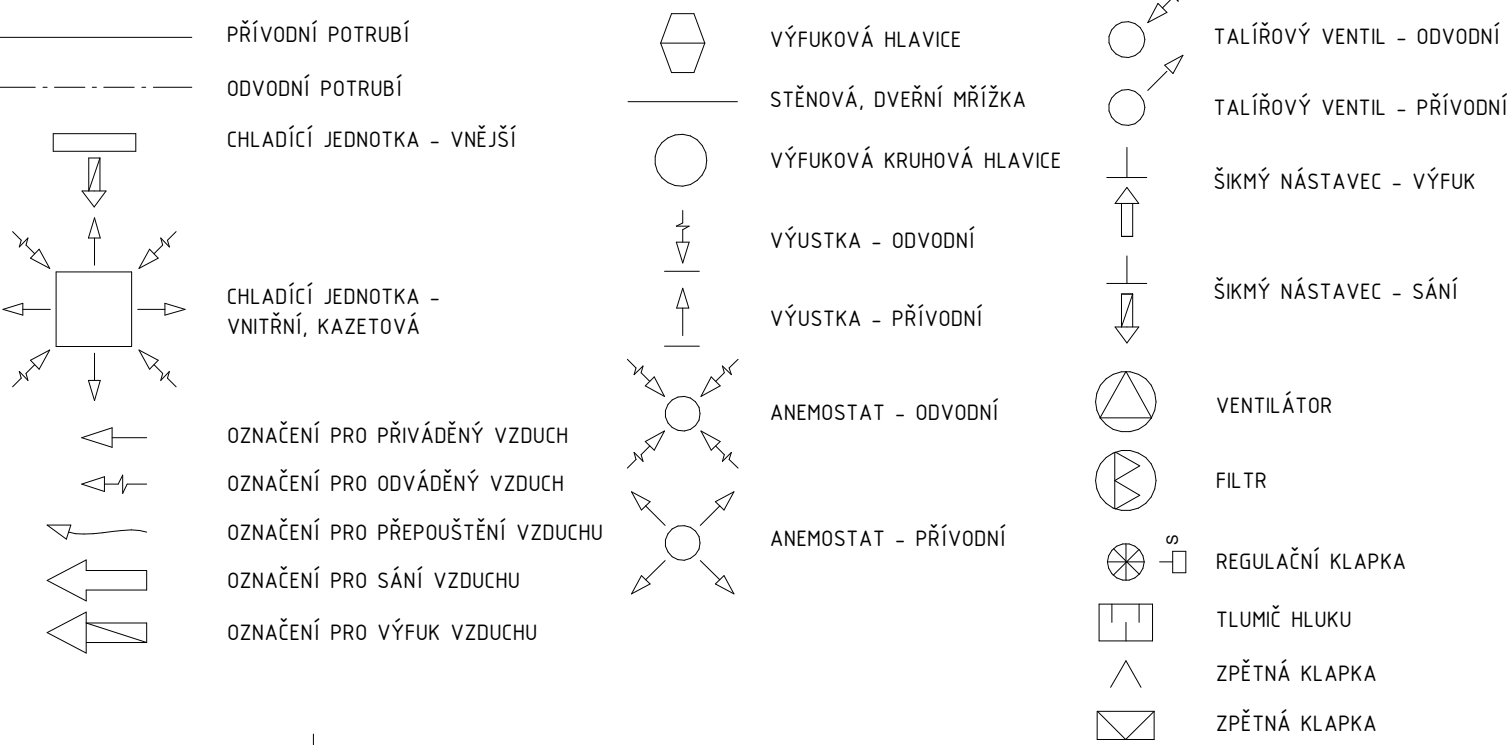 PŘÍVODNÍ POTRUBÍ
ODVODNÍ POTRUBÍ
CHLADÍCÍ JEDNOTKA - VNĚJŠÍ
CHLADÍCÍ JEDNOTKA -
VNITŘNÍ, KAZETOVÁ
OZNAČENÍ PRO PŘIVÁDĚNÝ VZDUCH
OZNAČENÍ PRO ODVÁDĚNÝ VZDUCH
OZNAČENÍ PRO PŘEPOUŠTĚNÍ VZDUCHU
OZNAČENÍ PRO SÁNÍ VZDUCHU
OZNAČENÍ PRO VÝFUK VZDUCHU
VÝFUKOVÁ HLAVICE
STĚNOVÁ, DVEŘNÍ MŘÍŽKA
VÝFUKOVÁ KRUHOVÁ HLAVICE
VÝUSTKA - ODVODNÍ
VÝUSTKA - PŘÍVODNÍ
ANEMOSTAT - ODVODNÍ
ANEMOSTAT - PŘÍVODNÍ
TALÍŘOVÝ VENTIL - ODVODNÍ
TALÍŘOVÝ VENTIL - PŘÍVODNÍ
ŠIKMÝ NÁSTAVEC - VÝFUK
ŠIKMÝ NÁSTAVEC - SÁNÍ
VENTILÁTOR
FILTR
S
REGULAČNÍ KLAPKA
TLUMIČ HLUKU
ZPĚTNÁ KLAPKA
ZPĚTNÁ KLAPKA